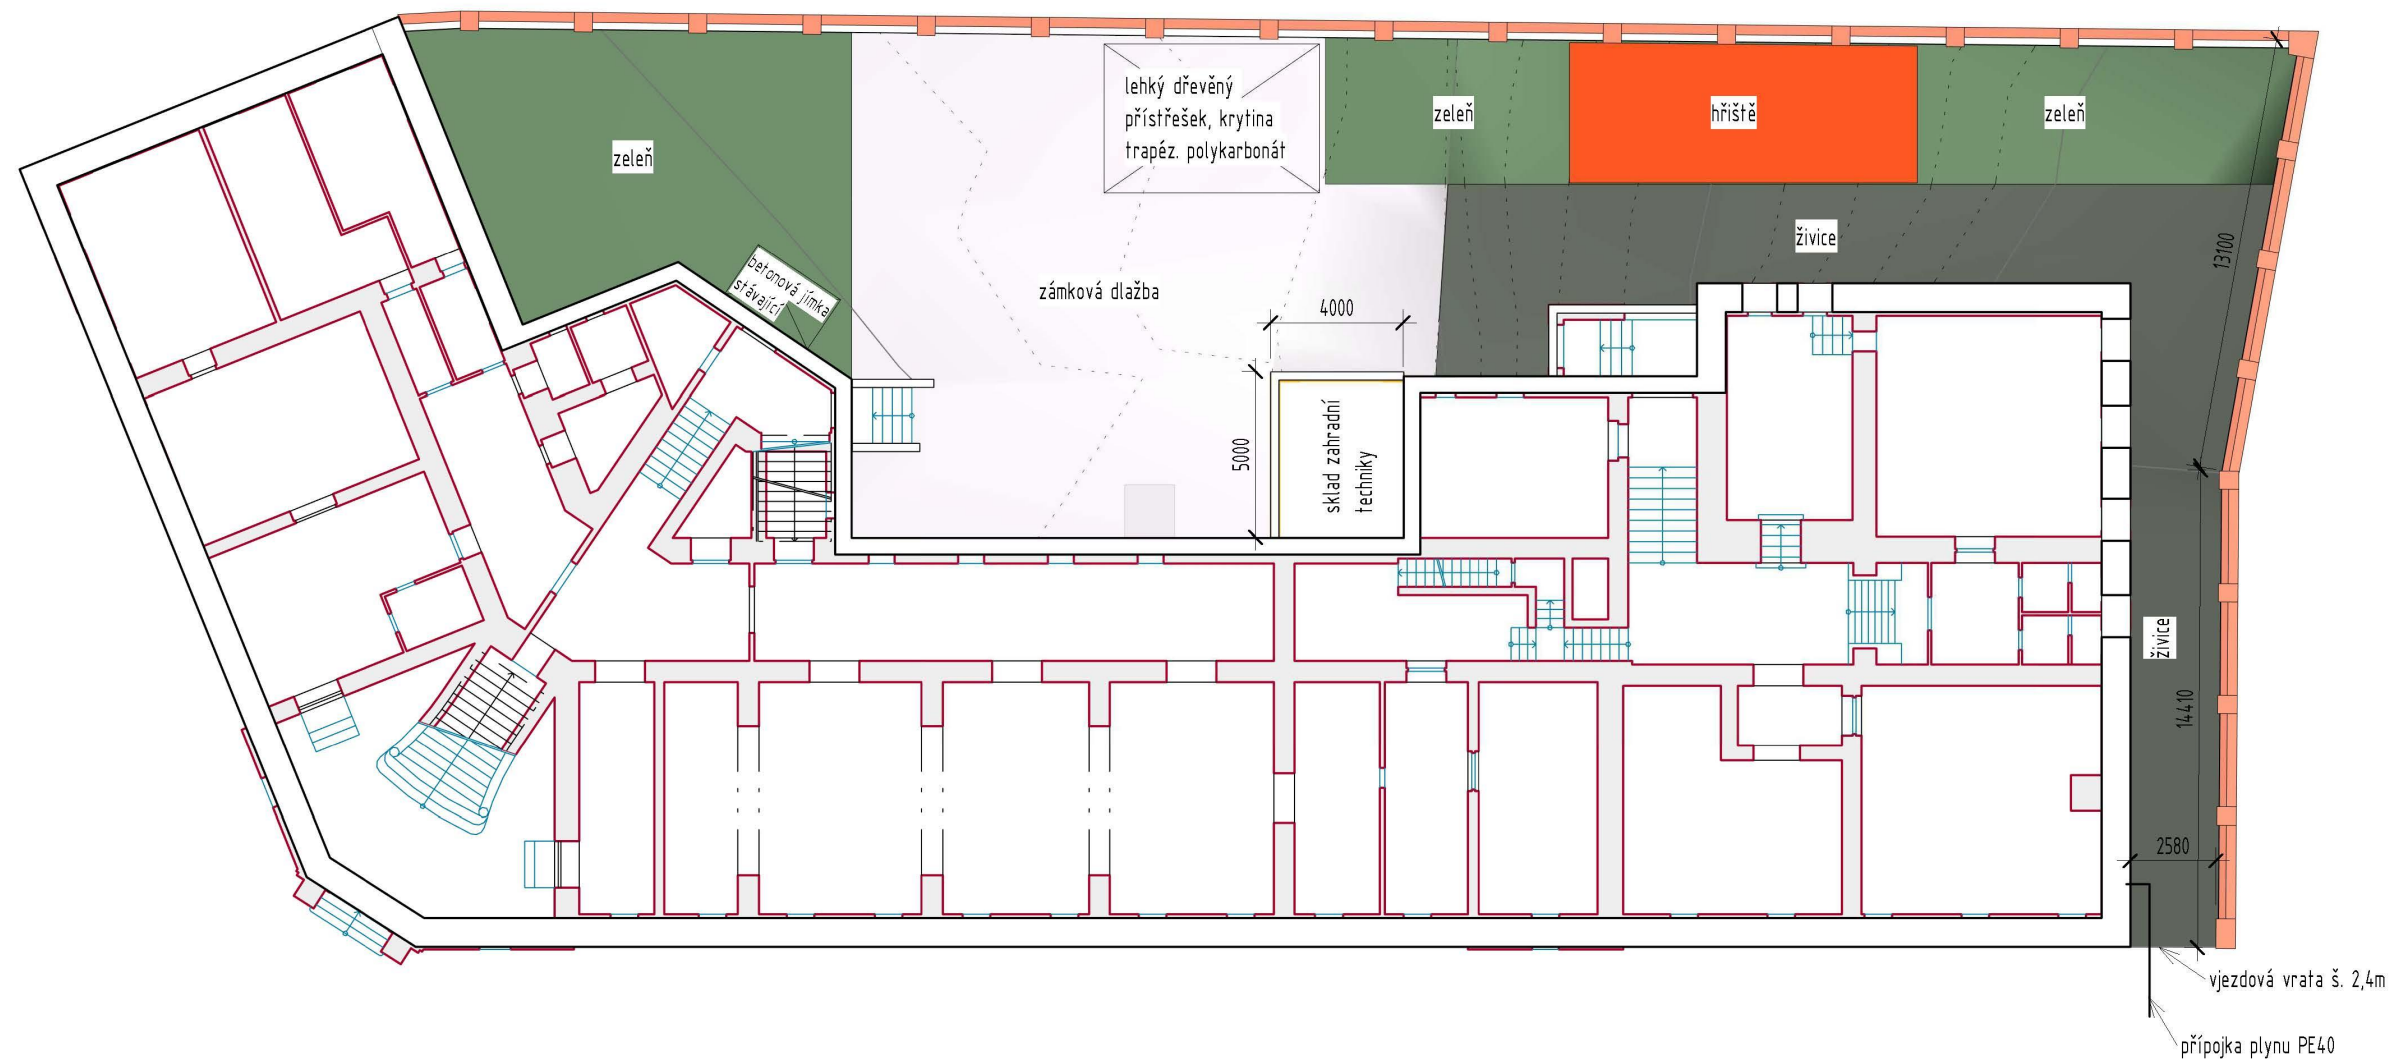 lehký dřevěný
přístřešek, krytina
trapéz. polykarbonát
zeleň
hřiště
zeleň
zeleň
živice
13100
betonová jímka
stávající
zámková dlažba
4000
5000
sklad zahradní
techniky
živice
14410
2580
vjezdová vrata š. 2,4m
přípojka plynu PE40